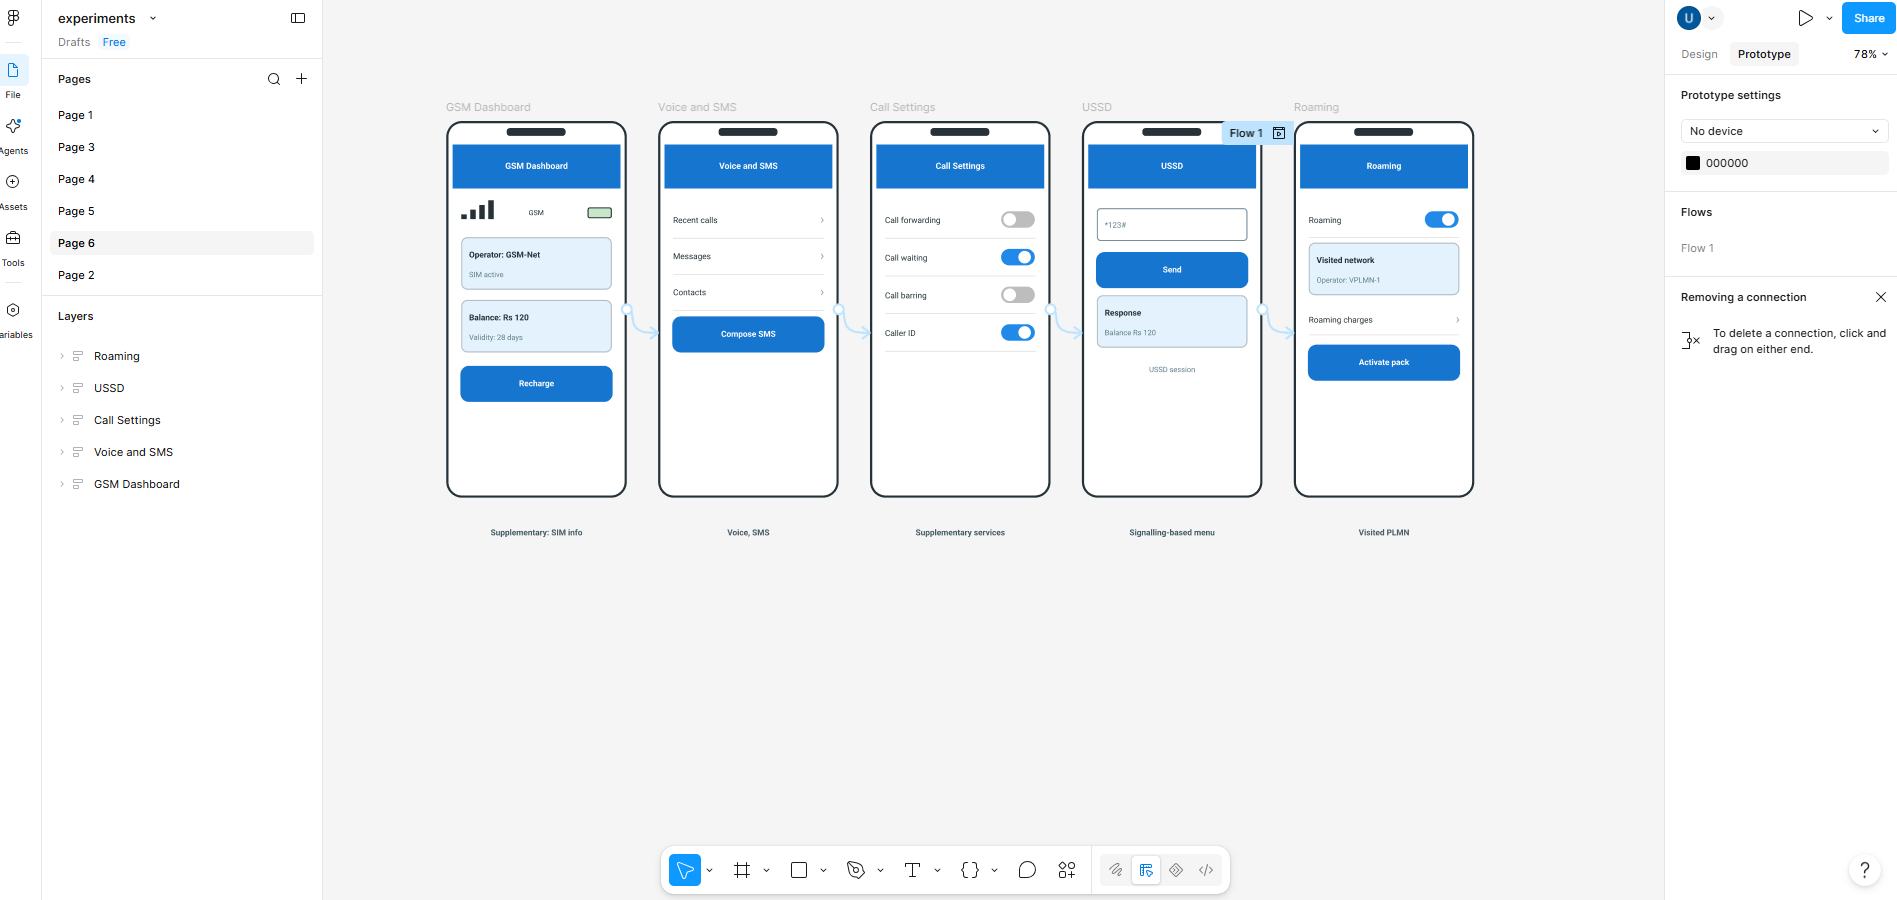 experiments
Drafts Free
File
Agents
Assets
Tools
ariables
Pages
Page 1
Page 3
Page 4
Page 5
Page 6
Page 2
Layers
Roaming
USSD
Call Settings
Voice and SMS
GSM Dashboard
GSM Dashboard
GSM Dashboard
GSM
Operator: GSM-Net
SIM active
Balance: Rs 120
Validity: 28 days
Recharge
Supplementary: SIM info
Voice and SMS
Voice and SMS
Recent calls
Messages
Contacts
Compose SMS
Voice, SMS
Call Settings
Call Settings
Call forwarding
Call waiting
Call barring
Caller ID
Supplementary services
USSD
Flow 1
USSD
*123#
Send
Response
Balance Rs 120
USSD session
Signalling-based menu
Roaming
Roaming
Roaming
Visited network
Operator: VPLMN-1
Roaming charges
Activate pack
Visited PLMN
U
Share
Design Prototype 78%
Prototype settings
No device
000000
Flows
Flow 1
Removing a connection
To delete a connection, click and
drag on either end.
?